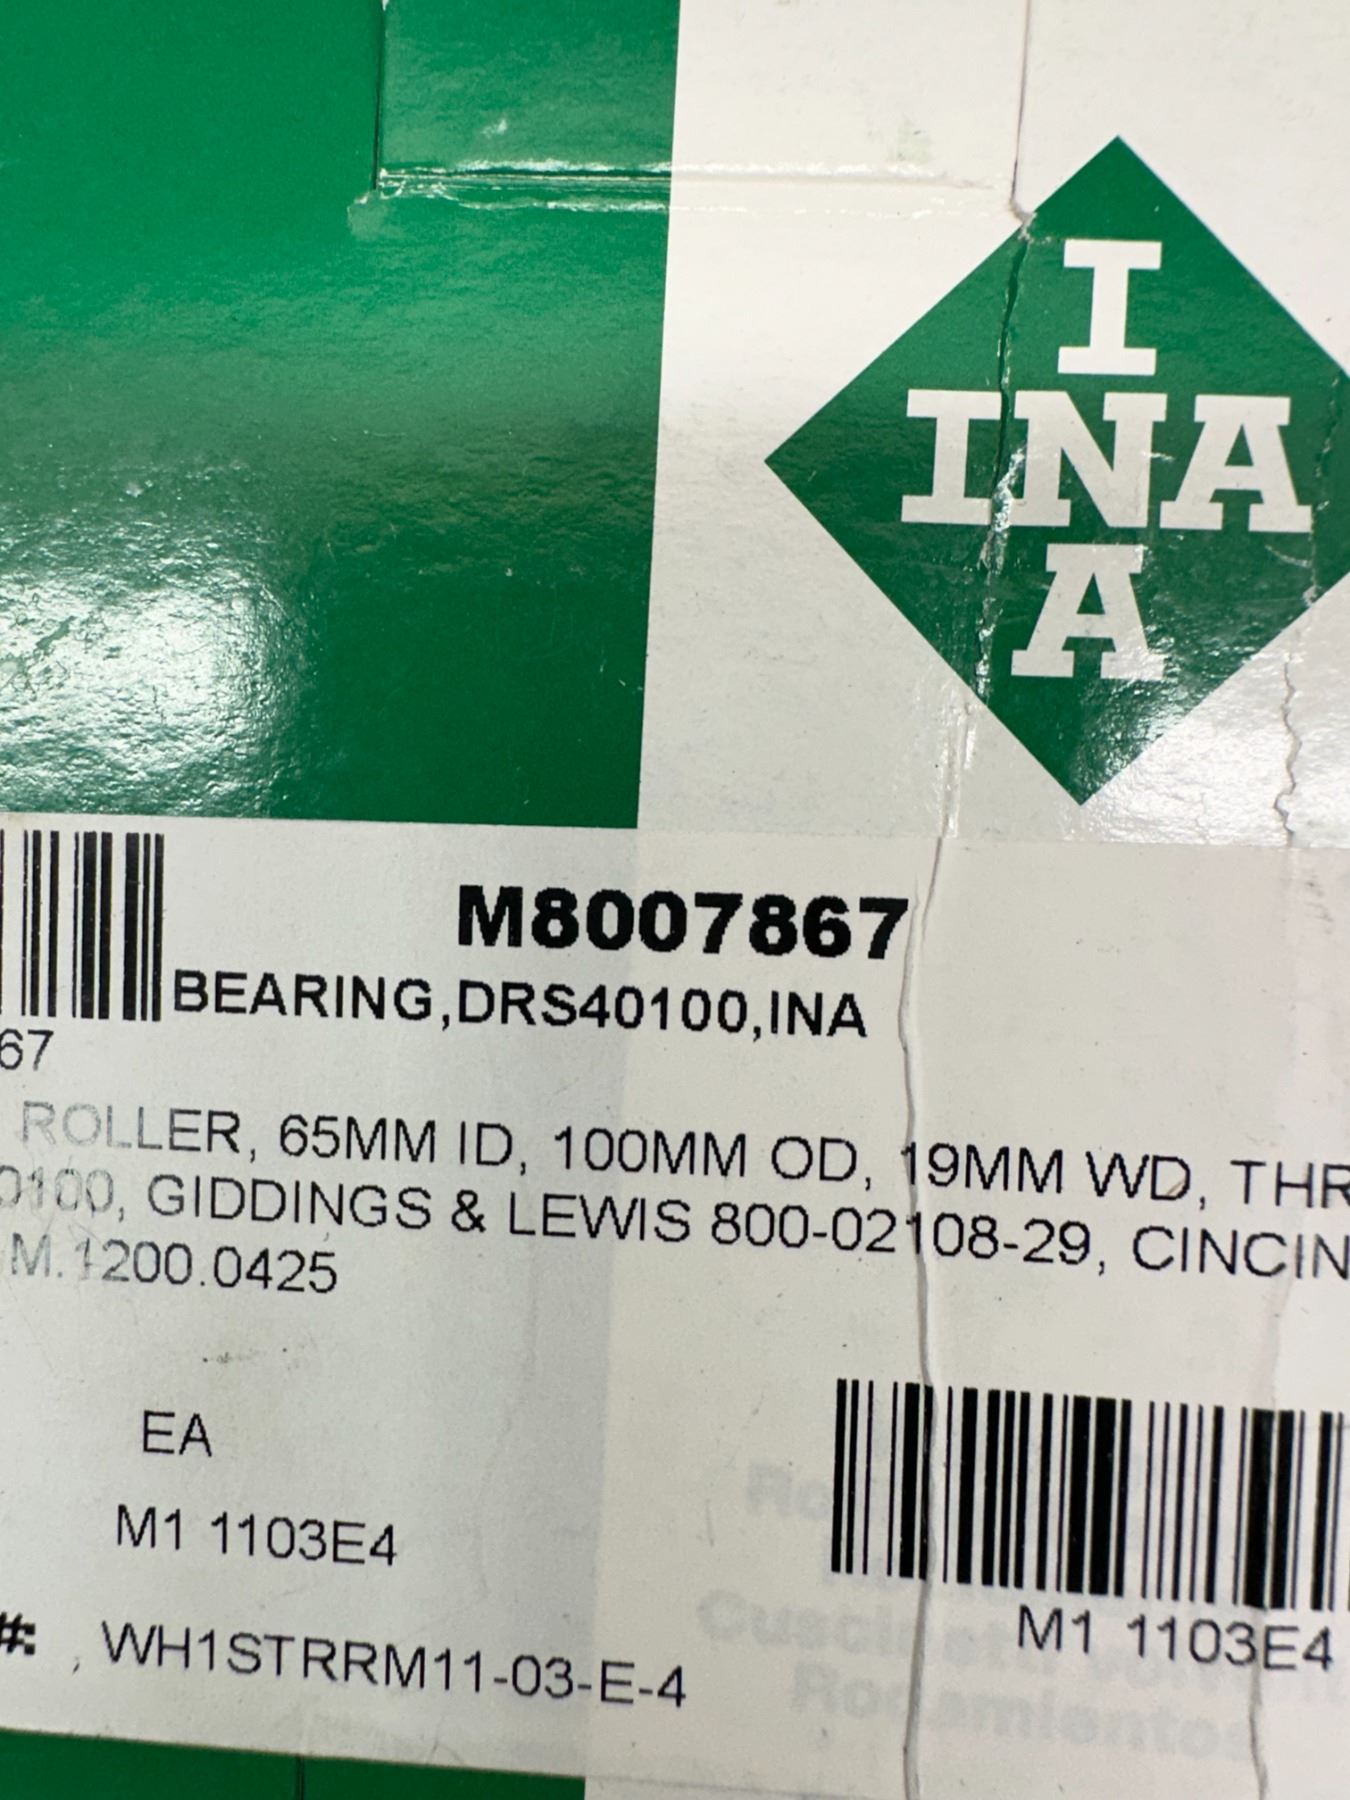 I
INA
A
M8007867
BEARING,DRS40100,INA
67
ROLLER, 65MM ID, 100MM OD, 19MM WD, THR
0100, GIDDINGS & LEWIS 800-02108-29, CINCIN
M.1200.0425
EA
M1 1103E4
M1 1103E4
#: , WH1STRRM11-03-E-4
Rodamientos